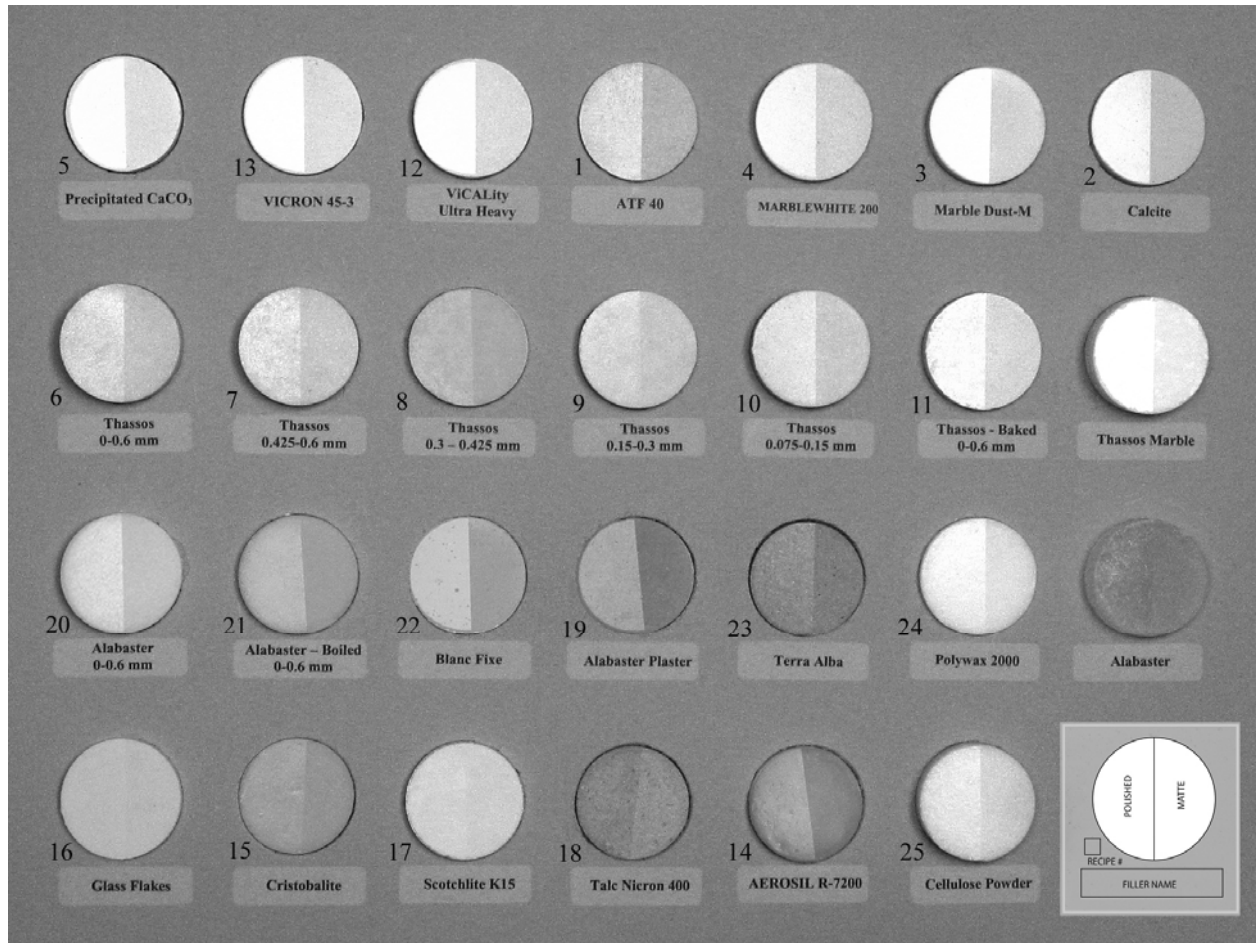 5
Precipitated CaCO₃
13
VICRON 45-3
12
ViCALity
Ultra Heavy
1
ATF 40
4
MARBLEWHITE 200
3
Marble Dust-M
2
Calcite
6
Thassos
0-0.6 mm
7
Thassos
0.425-0.6 mm
8
Thassos
0.3 – 0.425 mm
9
Thassos
0.15-0.3 mm
10
Thassos
0.075-0.15 mm
11
Thassos - Baked
0-0.6 mm
Thassos Marble
20
Alabaster
0-0.6 mm
21
Alabaster – Boiled
0-0.6 mm
22
Blanc Fixe
19
Alabaster Plaster
23
Terra Alba
24
Polywax 2000
Alabaster
16
Glass Flakes
15
Cristobalite
17
Scotchlite K15
18
Talc Nicron 400
14
AEROSIL R-7200
25
Cellulose Powder
POLISHED
MATTE
RECIPE #
FILLER NAME